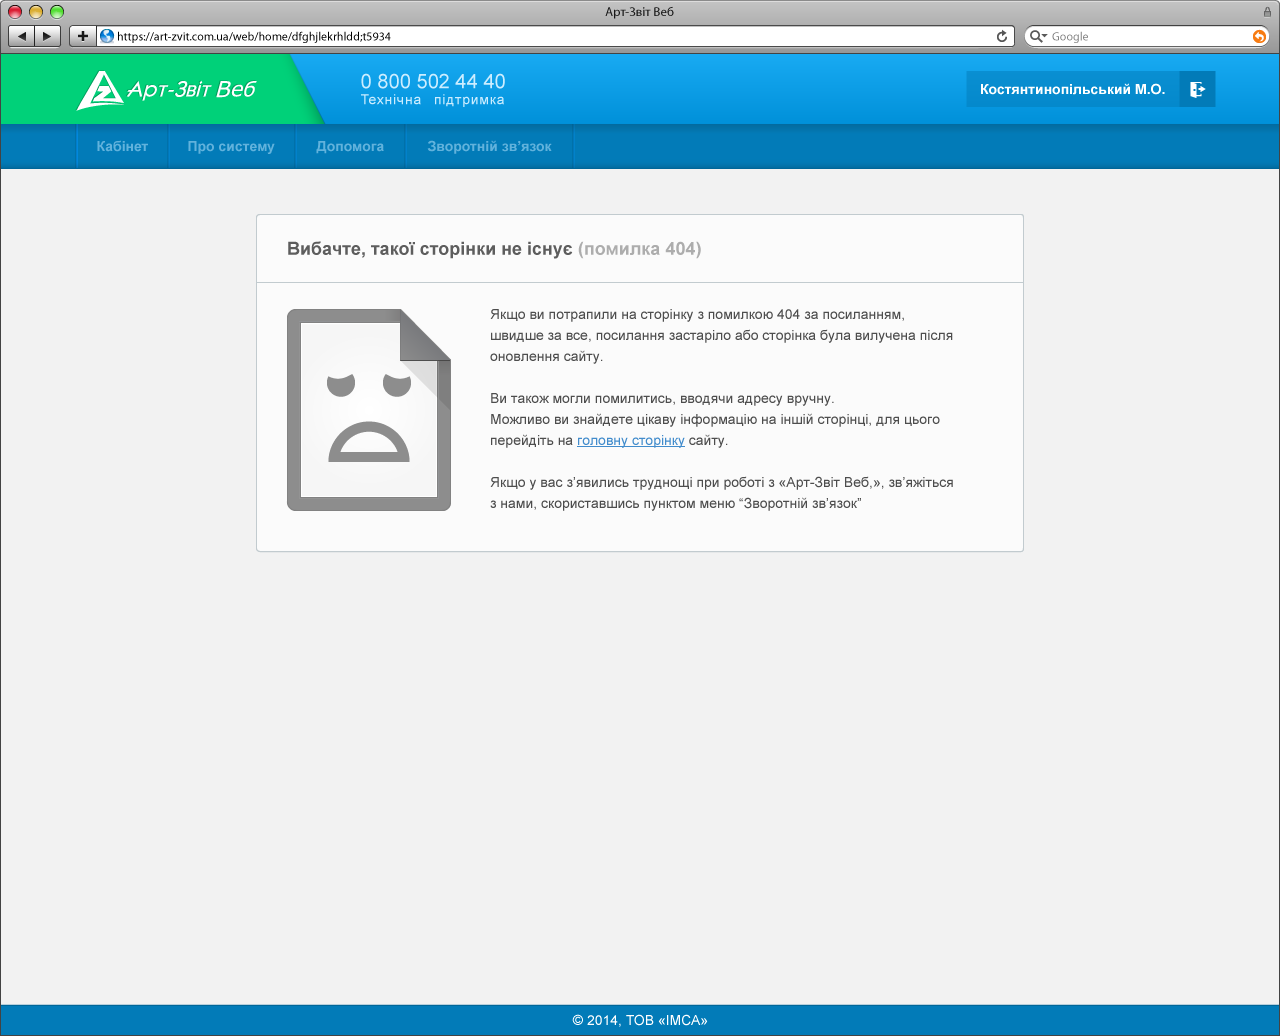 Арт-Звіт Веб
https://art-zvit.com.ua/web/home/dfghjlekrhldd;t5934
Google
Арт-Звіт Веб
0 800 502 44 40
Технічна підтримка
Костянтинопільський М.О.
Кабінет
Про систему
Допомога
Зворотній зв'язок
Вибачте, такої сторінки не існує (помилка 404)
Якщо ви потрапили на сторінку з помилкою 404 за посиланням,
швидше за все, посилання застаріло або сторінка була вилучена після
оновлення сайту.
Ви також могли помилитись, вводячи адресу вручну.
Можливо ви знайдете цікаву інформацію на іншій сторінці, для цього
перейдіть на головну сторінку сайту.
Якщо у вас з'явились труднощі при роботі з «Арт-Звіт Веб,», зв'яжіться
з нами, скориставшись пунктом меню “Зворотній зв'язок”
© 2014, ТОВ «ІМСА»